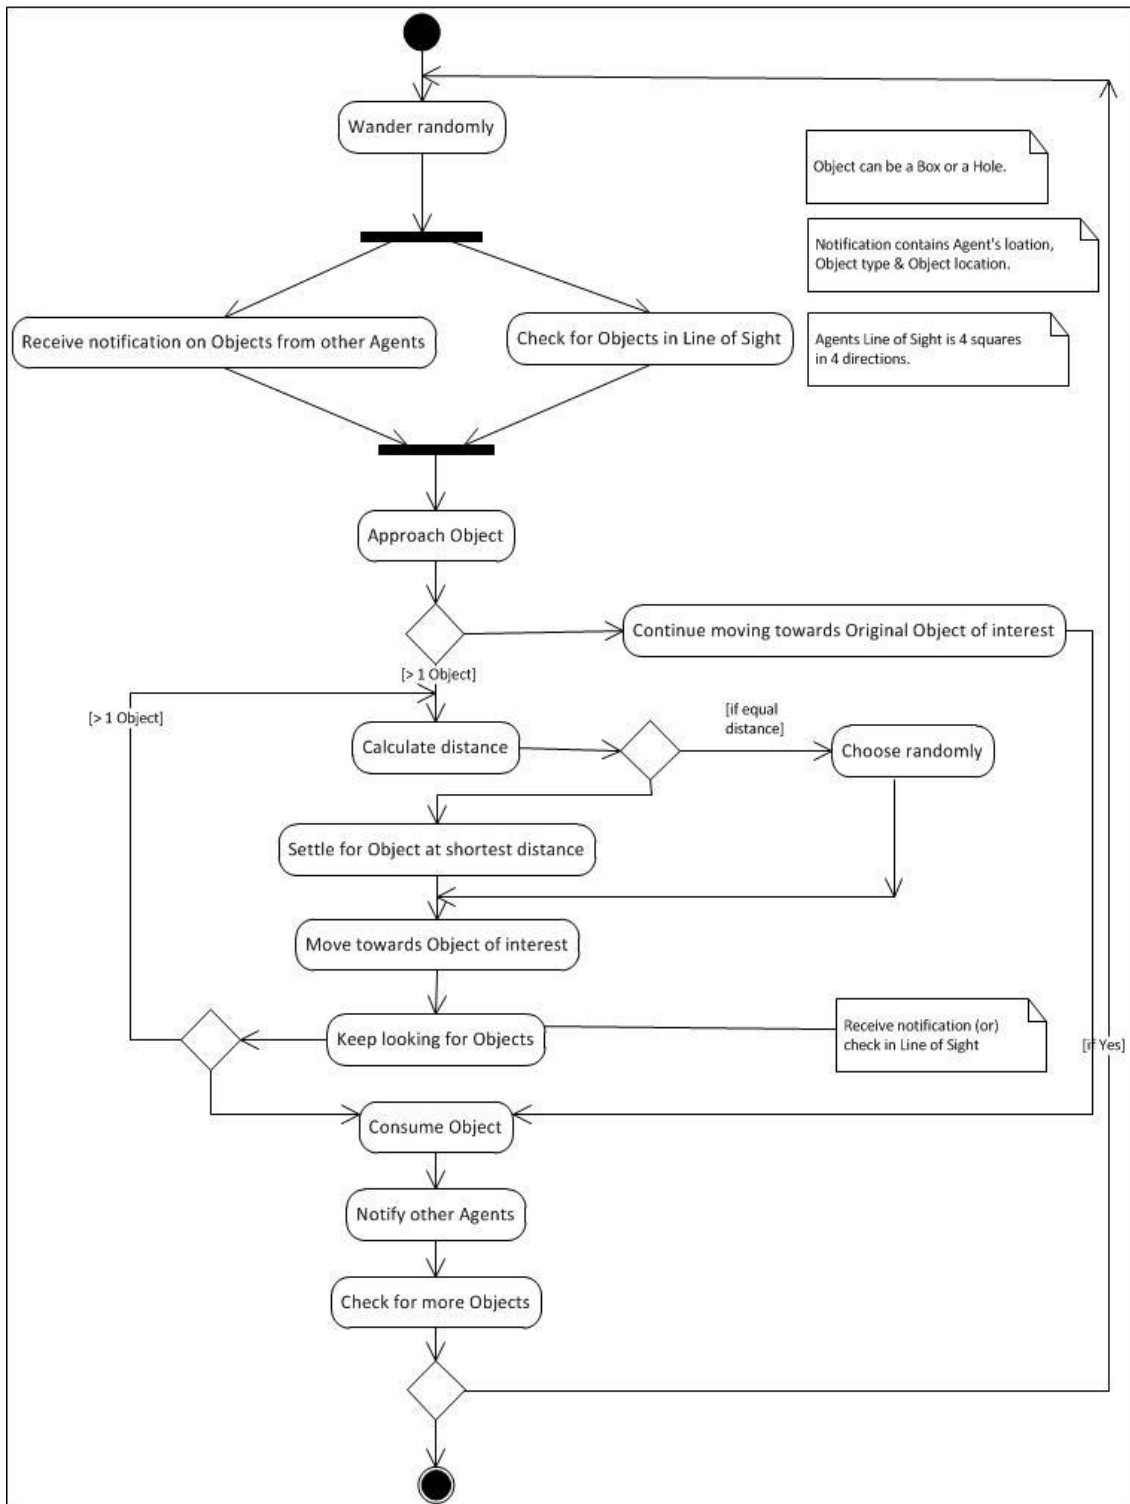 Wander randomly
Object can be a Box or a Hole.
Notification contains Agent's loation,
Object type & Object location.
Receive notification on Objects from other Agents
Check for Objects in Line of Sight
Agents Line of Sight is 4 squares
in 4 directions.
Approach Object
Continue moving towards Original Object of interest
[> 1 Object]
[> 1 Object]
[if equal
distance]
Calculate distance
Choose randomly
Settle for Object at shortest distance
Move towards Object of interest
Keep looking for Objects
Receive notification (or)
check in Line of Sight
[if Yes]
Consume Object
Notify other Agents
Check for more Objects